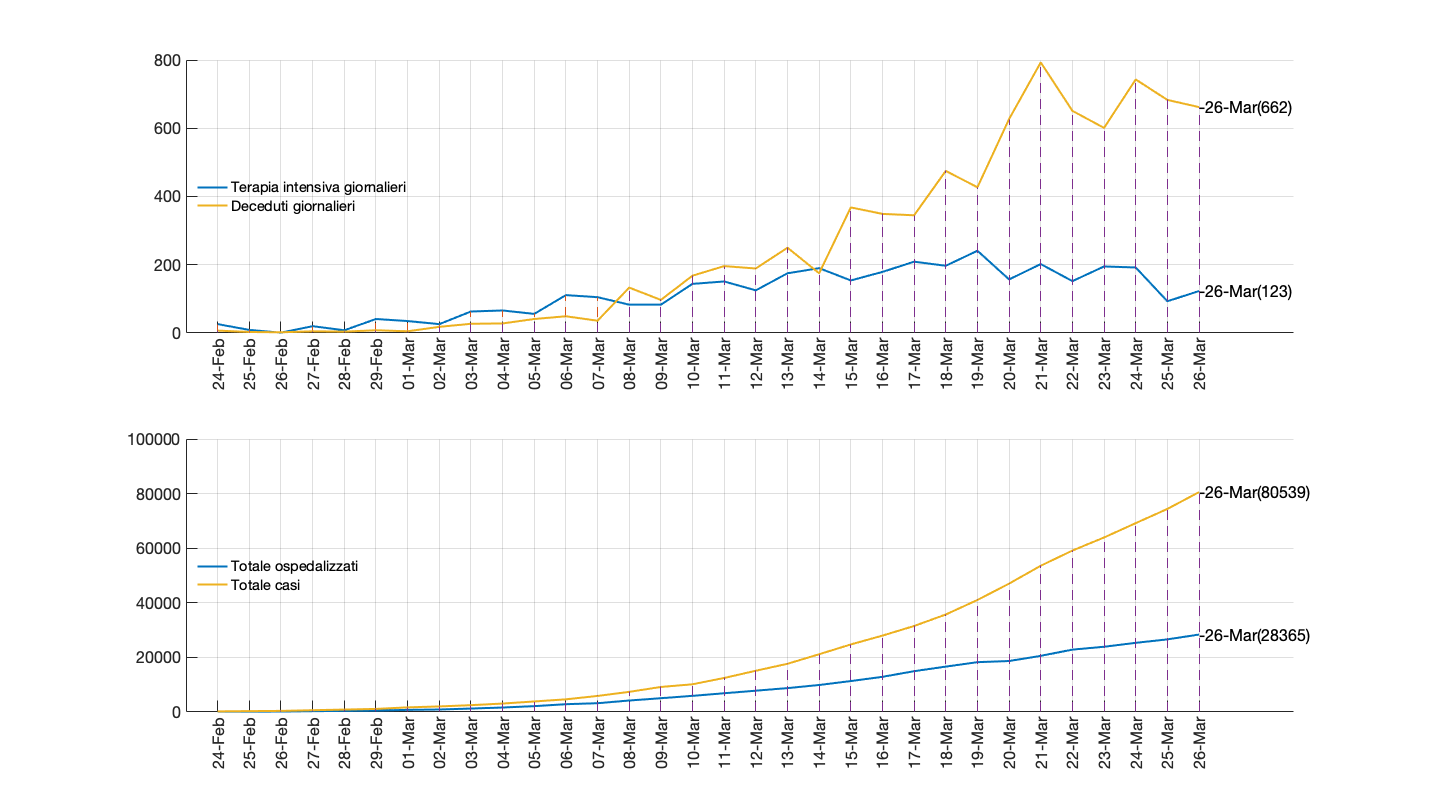 800
600
400
200
0
-26-Mar(662)
-26-Mar(123)
Terapia intensiva giornalieri
Deceduti giornalieri
24-Feb
25-Feb
26-Feb
27-Feb
28-Feb
29-Feb
01-Mar
02-Mar
03-Mar
04-Mar
05-Mar
06-Mar
07-Mar
08-Mar
09-Mar
10-Mar
11-Mar
12-Mar
13-Mar
14-Mar
15-Mar
16-Mar
17-Mar
18-Mar
19-Mar
20-Mar
21-Mar
22-Mar
23-Mar
24-Mar
25-Mar
26-Mar
100000
80000
60000
40000
20000
0
-26-Mar(80539)
-26-Mar(28365)
Totale ospedalizzati
Totale casi
24-Feb
25-Feb
26-Feb
27-Feb
28-Feb
29-Feb
01-Mar
02-Mar
03-Mar
04-Mar
05-Mar
06-Mar
07-Mar
08-Mar
09-Mar
10-Mar
11-Mar
12-Mar
13-Mar
14-Mar
15-Mar
16-Mar
17-Mar
18-Mar
19-Mar
20-Mar
21-Mar
22-Mar
23-Mar
24-Mar
25-Mar
26-Mar